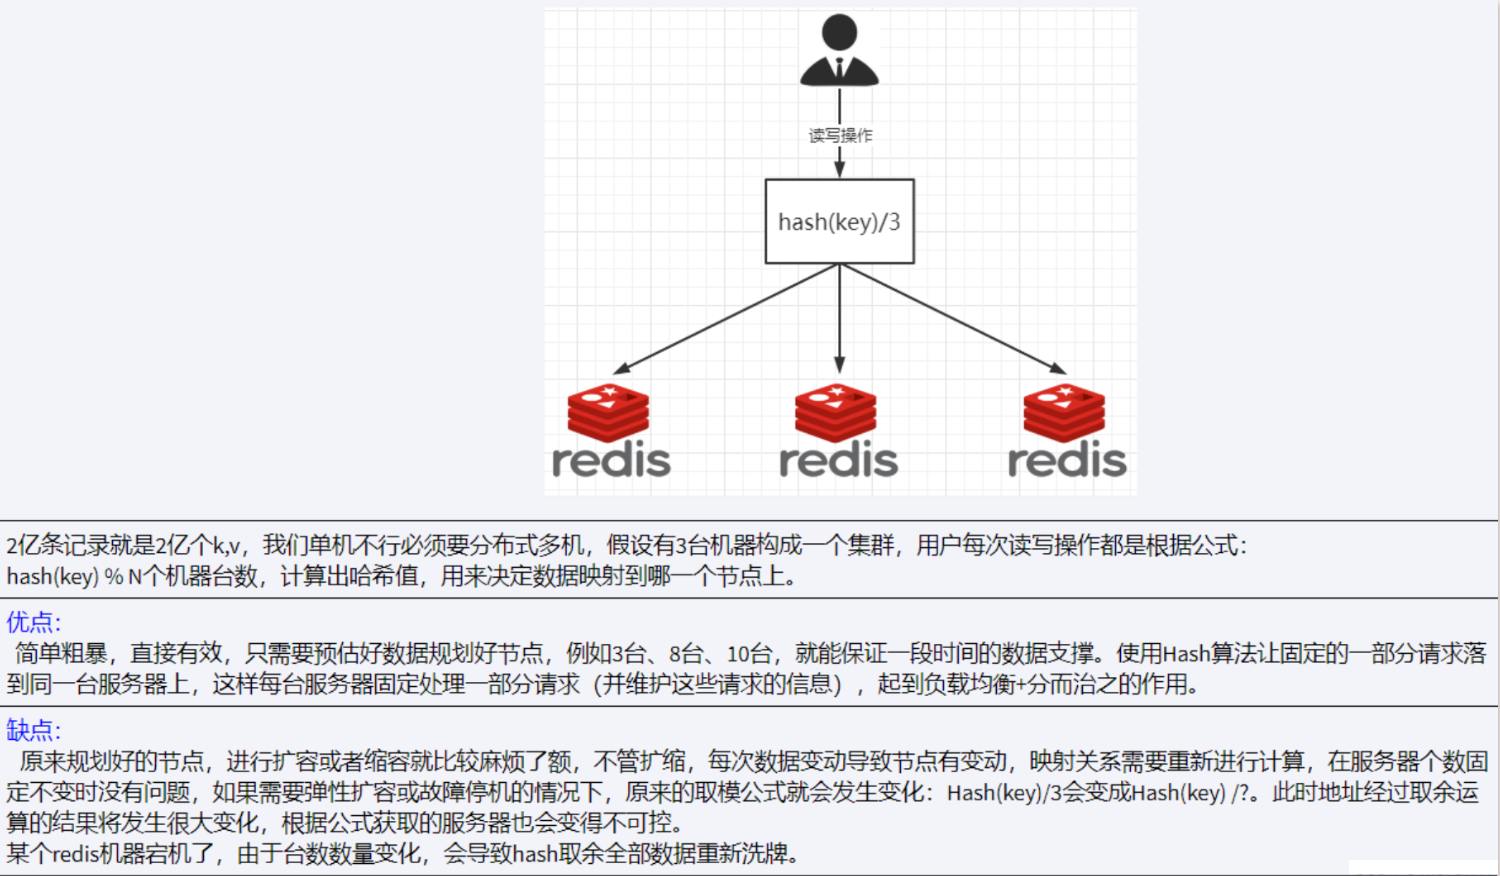 读写操作
hash(key)/3
redis
redis
redis
2亿条记录就是2亿个k,v，我们单机不行必须要分布式多机，假设有3台机器构成一个集群，用户每次读写操作都是根据公式：
hash(key) % N个机器台数，计算出哈希值，用来决定数据映射到哪一个节点上。
优点：
简单粗暴，直接有效，只需要预估好数据规划好节点，例如3台、8台、10台，就能保证一段时间的数据支撑。使用Hash算法让固定的一部分请求落
到同一台服务器上，这样每台服务器固定处理一部分请求（并维护这些请求的信息），起到负载均衡+分而治之的作用。
缺点：
原来规划好的节点，进行扩容或者缩容就比较麻烦了额，不管扩缩，每次数据变动导致节点有变动，映射关系需要重新进行计算，在服务器个数固
定不变时没有问题，如果需要弹性扩容或故障停机的情况下，原来的取模公式就会发生变化：Hash(key)/3会变成Hash(key) /?。此时地址经过取余运
算的结果将发生很大变化，根据公式获取的服务器也会变得不可控。
某个redis机器宕机了，由于台数数量变化，会导致hash取余全部数据重新洗牌。